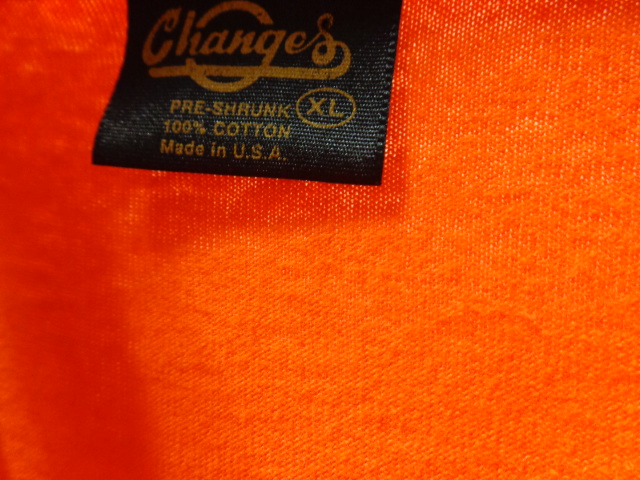 Changes
PRE-SHRUNK XL
100% COTTON
Made in U.S.A.